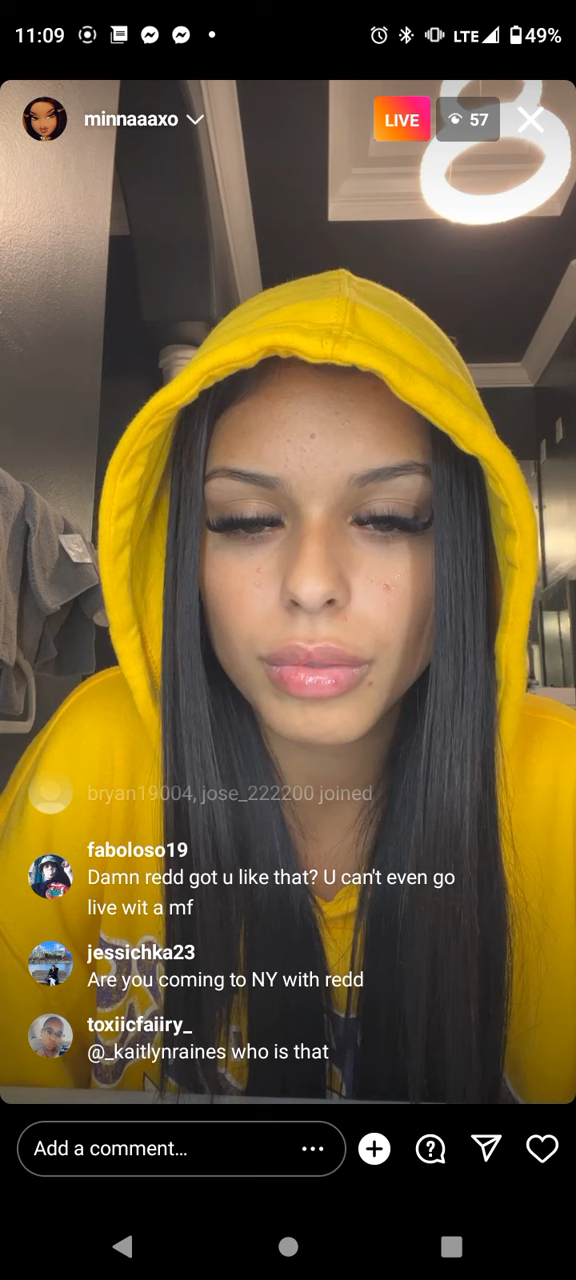 11:09 LTE 49%
minnaaaxo LIVE 57
bryan19004, jose_222200 joined
faboloso19
Damn redd got u like that? U can't even go
live wit a mf
jessichka23
Are you coming to NY with redd
toxiicfaiiry_
@_kaitlynraines who is that
Add a comment...